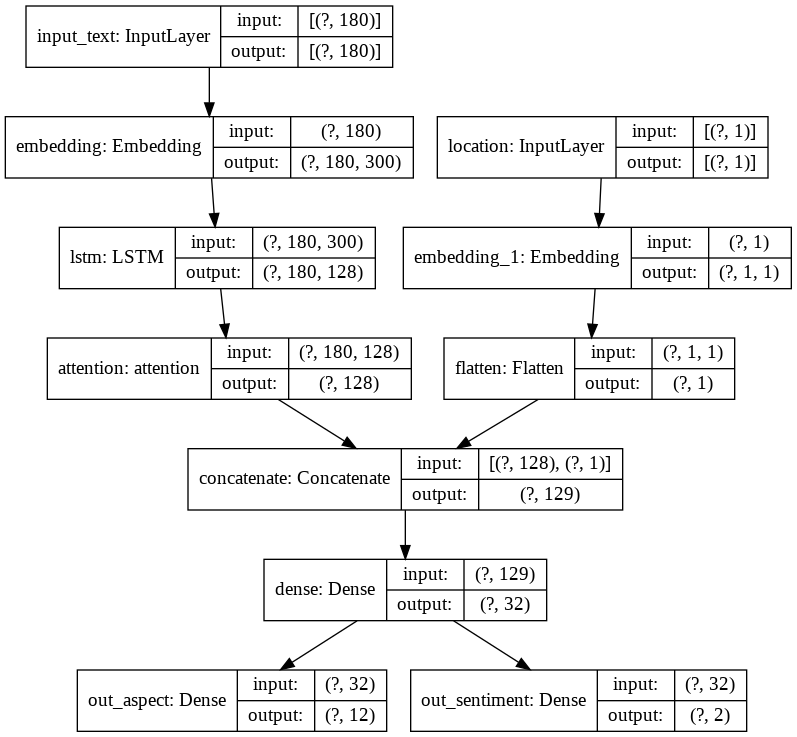 input_text: InputLayer
input: [(?, 180)]
output: [(?, 180)]
embedding: Embedding
input: (?, 180)
output: (?, 180, 300)
location: InputLayer
input: [(?, 1)]
output: [(?, 1)]
lstm: LSTM
input: (?, 180, 300)
output: (?, 180, 128)
embedding_1: Embedding
input: (?, 1)
output: (?, 1, 1)
attention: attention
input: (?, 180, 128)
output: (?, 128)
flatten: Flatten
input: (?, 1, 1)
output: (?, 1)
concatenate: Concatenate
input: [(?, 128), (?, 1)]
output: (?, 129)
dense: Dense
input: (?, 129)
output: (?, 32)
out_aspect: Dense
input: (?, 32)
output: (?, 12)
out_sentiment: Dense
input: (?, 32)
output: (?, 2)